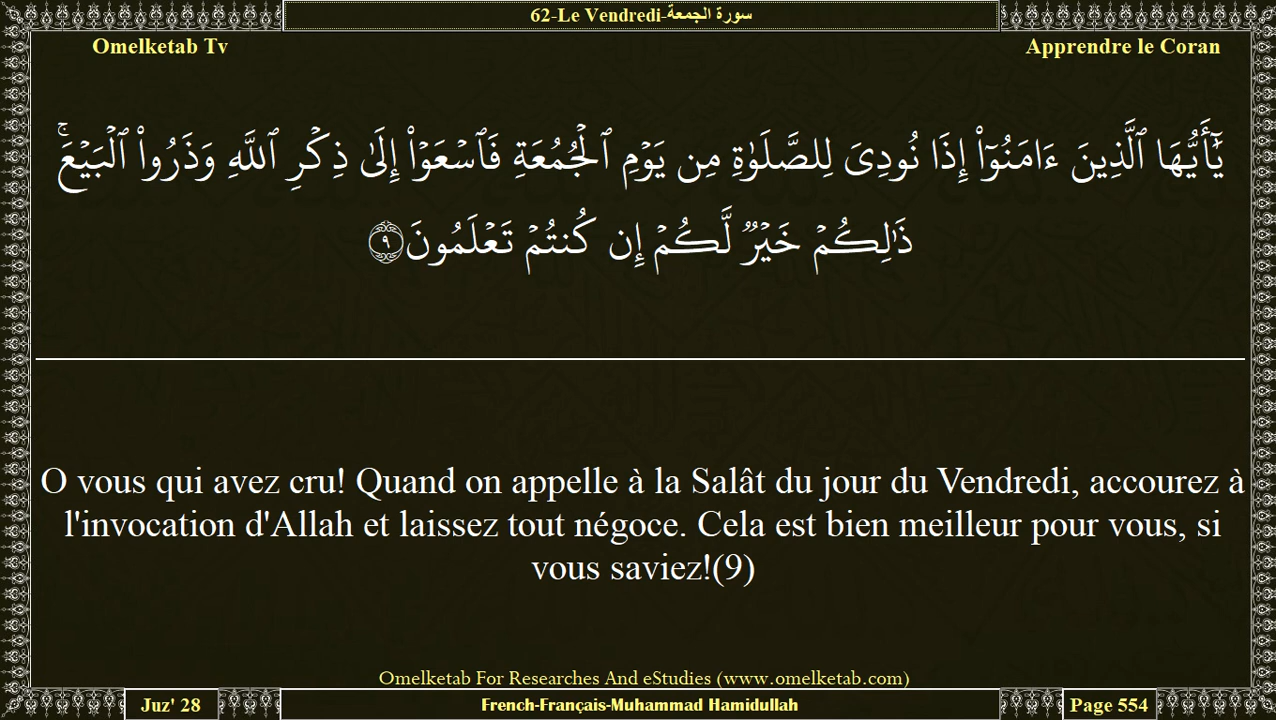 62-Le Vendredi-سورة الجمعة
Omelketab Tv
Apprendre le Coran
يَٰٓأَيُّهَا ٱلَّذِينَ ءَامَنُوٓا۟ إِذَا نُودِىَ لِلصَّلَوٰةِ مِن يَوْمِ ٱلْجُمُعَةِ فَٱسْعَوْا۟ إِلَىٰ ذِكْرِ ٱللَّهِ وَذَرُوا۟ ٱلْبَيْعَ ۚ
ذَٰلِكُمْ خَيْرٌ لَّكُمْ إِن كُنتُمْ تَعْلَمُونَ ﴿٩﴾
O vous qui avez cru! Quand on appelle à la Salât du jour du Vendredi, accourez à
l'invocation d'Allah et laissez tout négoce. Cela est bien meilleur pour vous, si
vous saviez!(9)
Omelketab For Researches And eStudies (www.omelketab.com)
Juz' 28
French-Français-Muhammad Hamidullah
Page 554